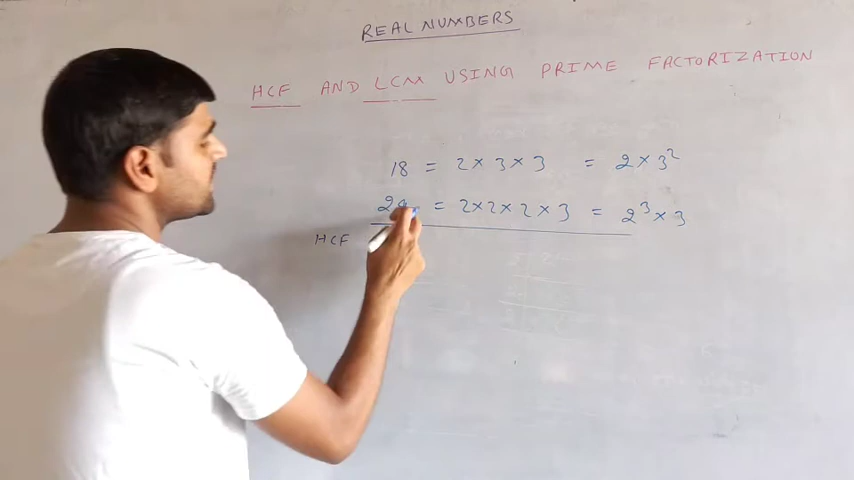 REAL NUMBERS
HCF AND LCM USING PRIME FACTORIZATION
18 = 2 × 3 × 3 = 2 × 3²
24 = 2 × 2 × 2 × 3 = 2³ × 3
HCF